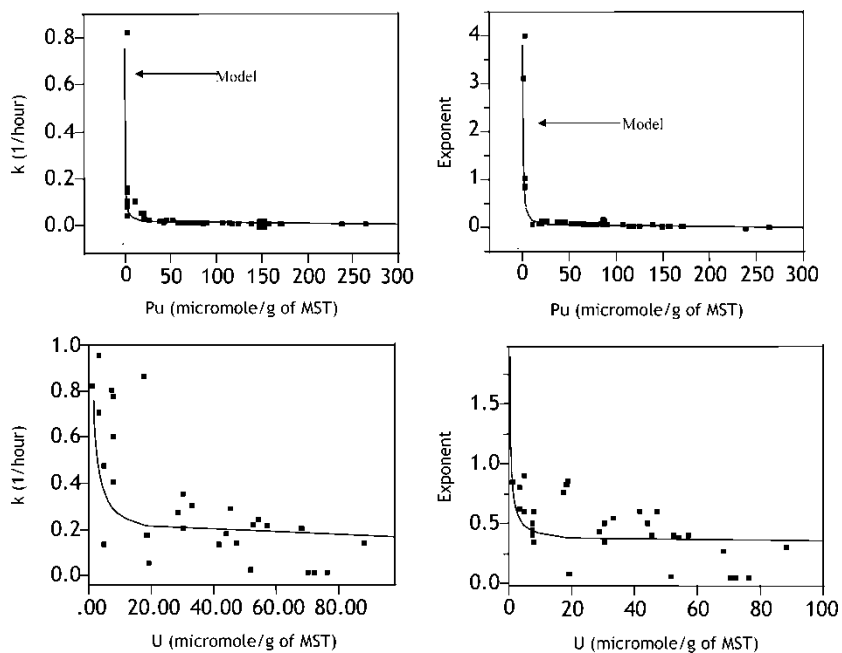 0.8
0.6
0.4
0.2
0.0
k (1/hour)
Model
0 50 100 150 200 250 300
Pu (micromole/g of MST)
4
3
2
1
0
Exponent
Model
0 50 100 150 200 250 300
Pu (micromole/g of MST)
1.0
0.8
0.6
0.4
0.2
0.0
k (1/hour)
.00 20.00 40.00 60.00 80.00
U (micromole/g of MST)
1.5
1.0
0.5
0.0
Exponent
0 20 40 60 80 100
U (micromole/g of MST)